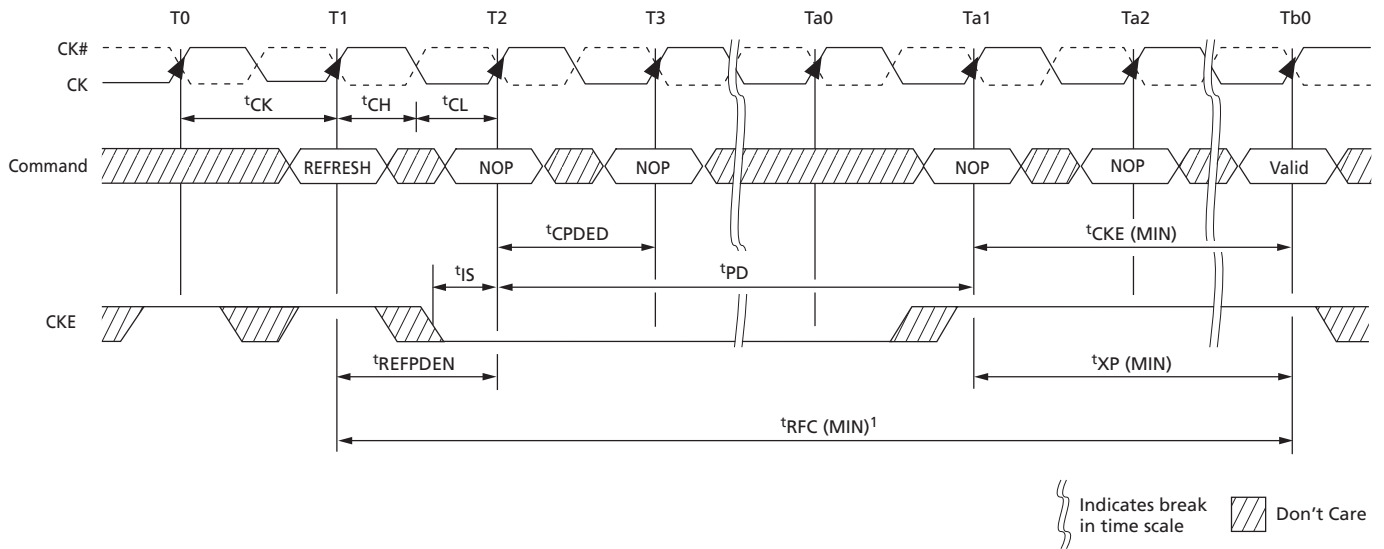 T0 T1 T2 T3 Ta0 Ta1 Ta2 Tb0
CK#
CK
tCK tCH tCL
Command REFRESH NOP NOP NOP NOP Valid
tCPDED tCKE (MIN)
tIS tPD
CKE
tREFPDEN tXP (MIN)
tRFC (MIN)1
Indicates break
in time scale
Don't Care